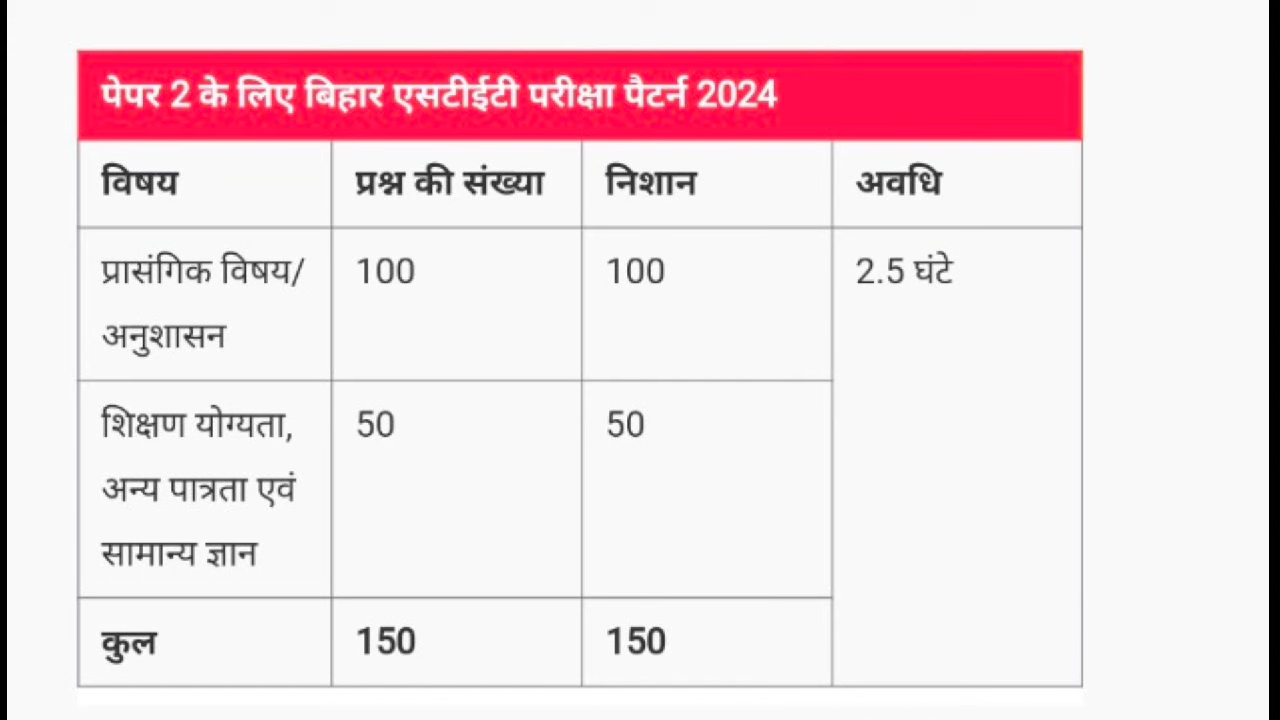 पेपर 2 के लिए बिहार एसटीईटी परीक्षा पैटर्न 2024
विषय प्रश्न की संख्या निशान अवधि
प्रासंगिक विषय/ 100 100 2.5 घंटे
अनुशासन
शिक्षण योग्यता, 50 50
अन्य पात्रता एवं
सामान्य ज्ञान
कुल 150 150